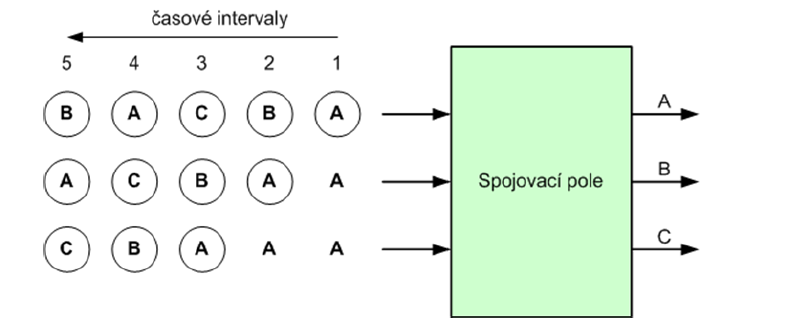 časové intervaly
5 4 3 2 1
B A C B A
A C B A A
C B A A A
Spojovací pole
A
B
C